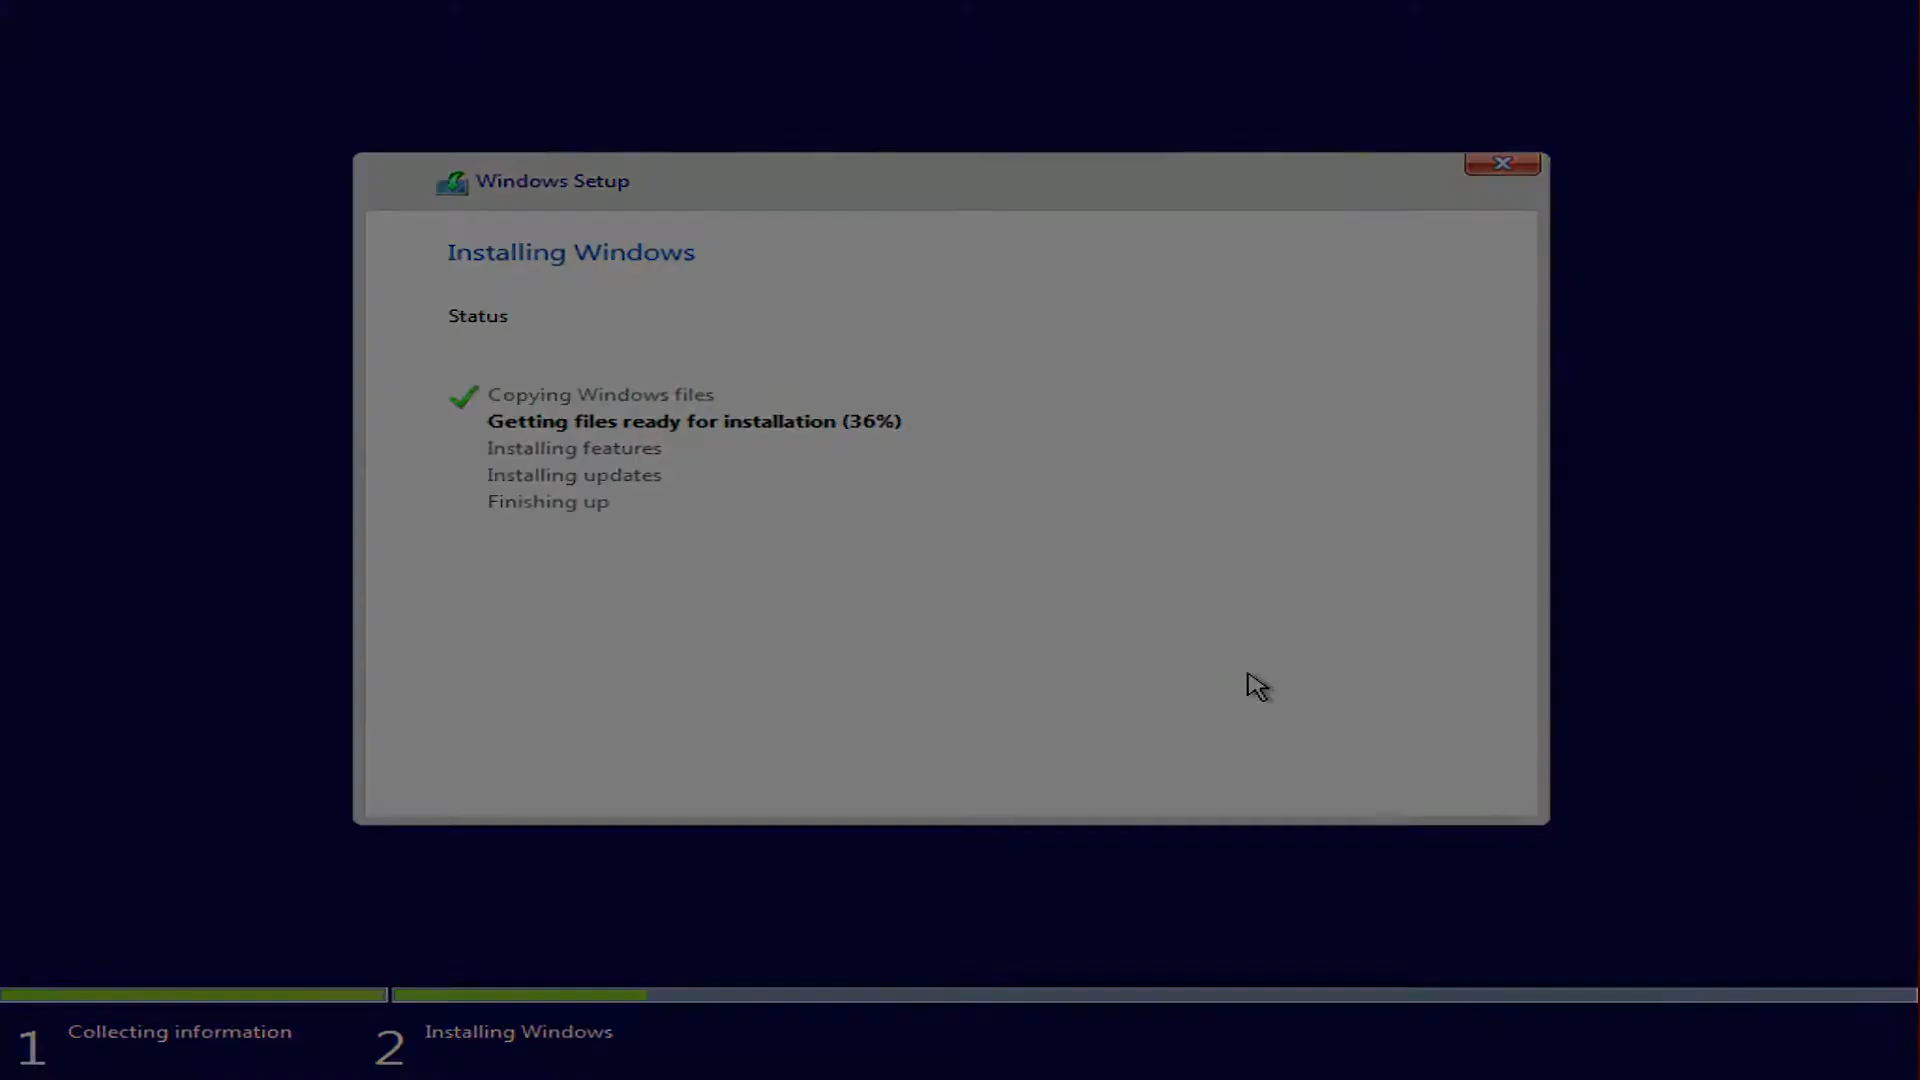 Windows Setup
Installing Windows
Status
Copying Windows files
Getting files ready for installation (36%)
Installing features
Installing updates
Finishing up
1 Collecting information 2 Installing Windows